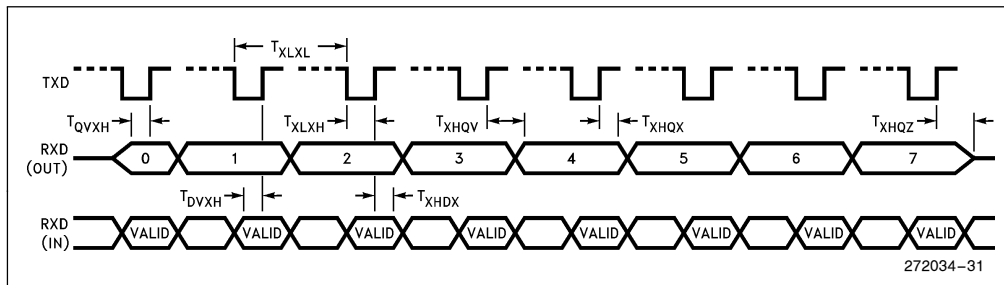 T_XLXL
TXD
T_QVXH T_XLXH T_XHQV T_XHQX T_XHQZ
RXD (OUT) 0 1 2 3 4 5 6 7
T_DVXH T_XHDX
RXD (IN) VALID VALID VALID VALID VALID VALID VALID VALID
272034-31